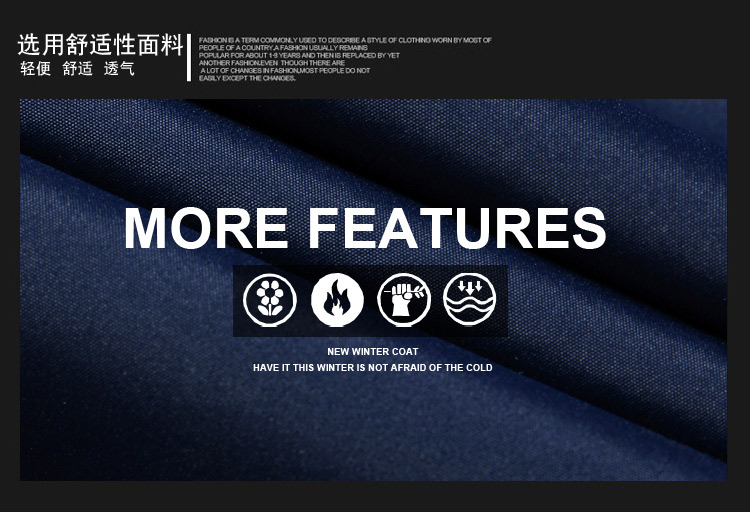 选用舒适性面料
轻便 舒适 透气
FASHION IS A TERM COMMONLY USED TO DESCRIBE A STYLE OF CLOTHING WORN BY MOST OF
PEOPLE OF A COUNTRY.A FASHION USUALLY REMAINS
POPULAR FOR ABOUT 1-3 YEARS AND THEN IS REPLACED BY YET
ANOTHER FASHION.EVEN THOUGH THERE ARE
A LOT OF CHANGES IN FASHION,MOST PEOPLE DO NOT
EASILY EXCEPT THE CHANGES.
MORE FEATURES
NEW WINTER COAT
HAVE IT THIS WINTER IS NOT AFRAID OF THE COLD